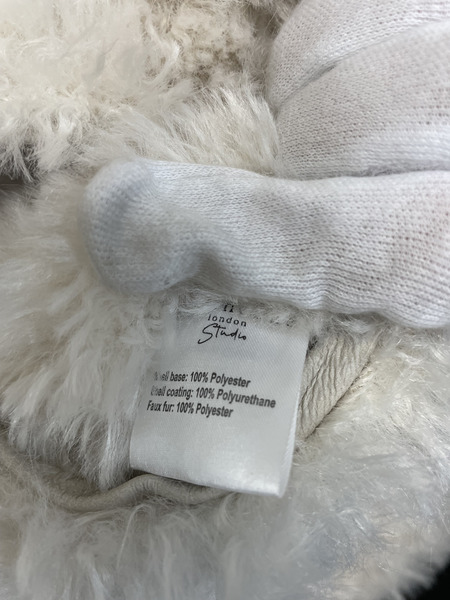 london
Studio
base: 100% Polyester
coating: 100% Polyurethane
Faux fur: 100% Polyester